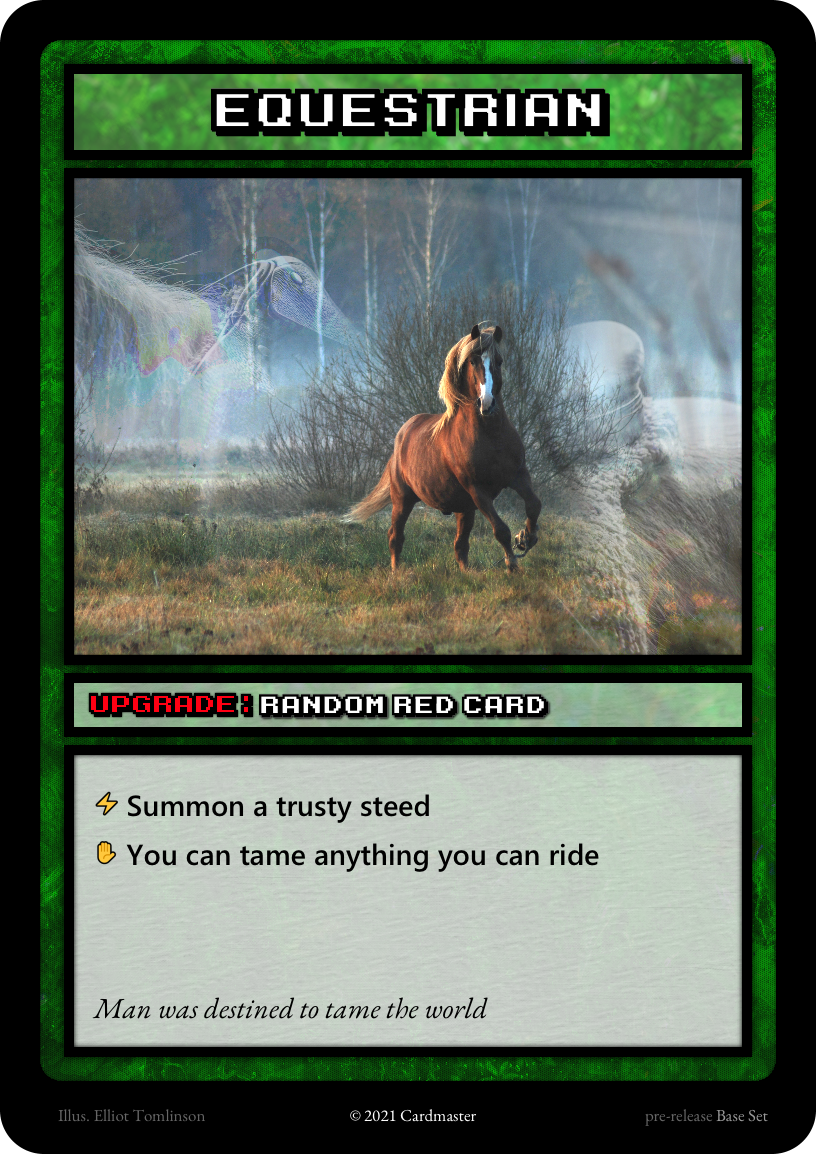 EQUESTRIAN
UPGRADE: RANDOM RED CARD
⚡ Summon a trusty steed
✋ You can tame anything you can ride
Man was destined to tame the world
Illus. Elliot Tomlinson © 2021 Cardmaster pre-release Base Set